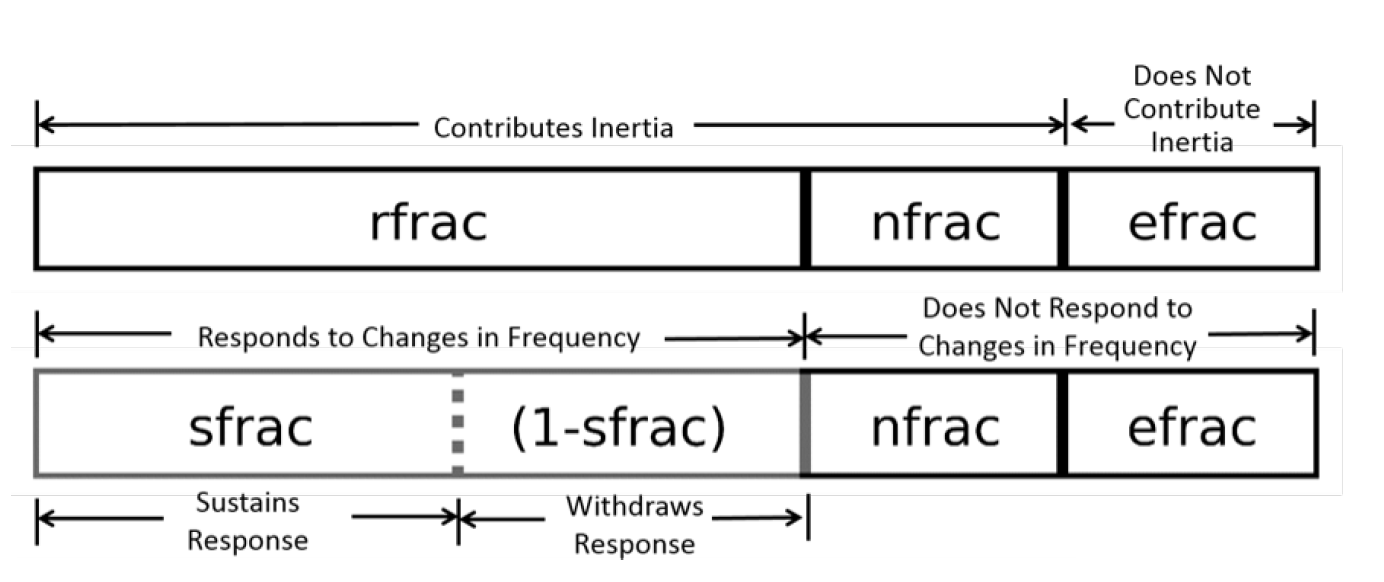 Does Not
Contribute
Inertia
Contributes Inertia
rfrac
nfrac
efrac
Responds to Changes in Frequency
Does Not Respond to
Changes in Frequency
sfrac
(1-sfrac)
nfrac
efrac
Sustains
Response
Withdraws
Response